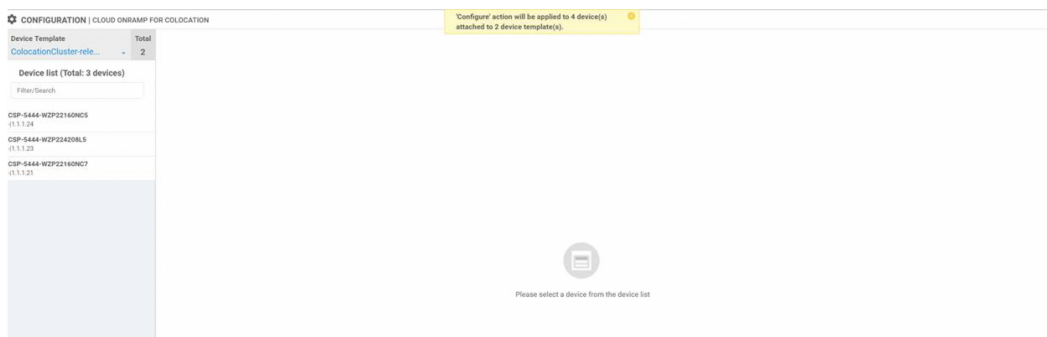 CONFIGURATION | CLOUD ONRAMP FOR COLOCATION
'Configure' action will be applied to 4 device(s)
attached to 2 device template(s).
Device Template Total
ColocationCluster-rele... 2
Device list (Total: 3 devices)
Filter/Search
CSP-5444-WZP22160NC5
-|1.1.1.24
CSP-5444-WZP224208L5
-|1.1.1.23
CSP-5444-WZP22160NC7
-|1.1.1.21
Please select a device from the device list